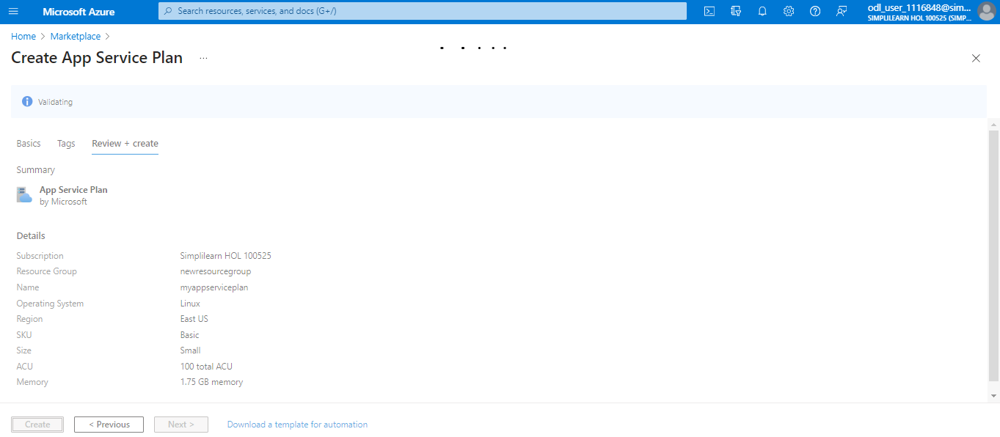 Microsoft Azure
Search resources, services, and docs (G+/)
odl_user_1116848@sim...
SIMPLILEARN HOL 100525 (SIMP...
Home > Marketplace >
Create App Service Plan ...
Validating
Basics Tags Review + create
Summary
App Service Plan
by Microsoft
Details
Subscription Simplilearn HOL 100525
Resource Group newresourcegroup
Name myappserviceplan
Operating System Linux
Region East US
SKU Basic
Size Small
ACU 100 total ACU
Memory 1.75 GB memory
Create < Previous Next > Download a template for automation